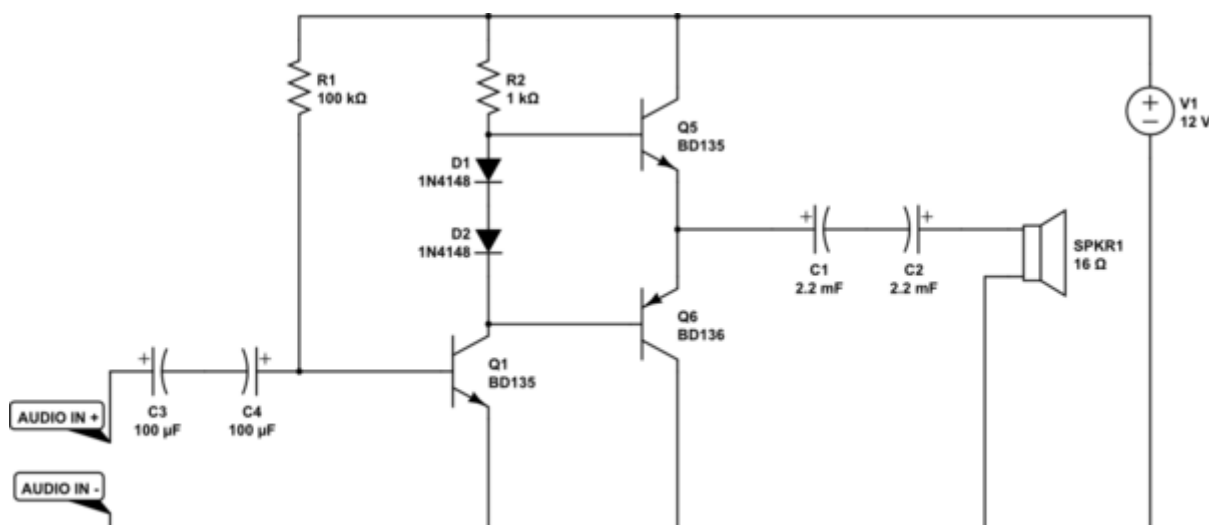 R1
100 kΩ
R2
1 kΩ
Q5
BD135
+
−
V1
12 V
D1
1N4148
D2
1N4148
+
+
C1
2.2 mF
C2
2.2 mF
SPKR1
16 Ω
Q6
BD136
+
+
C3
100 µF
C4
100 µF
Q1
BD135
AUDIO IN +
AUDIO IN -